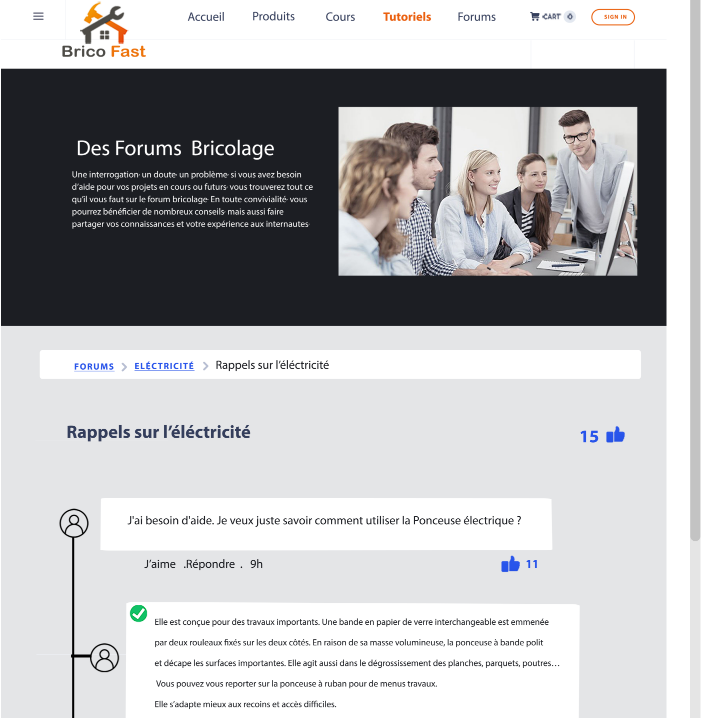 Accueil Produits Cours Tutoriels Forums CART 0 SIGN IN
Brico Fast
Des Forums Bricolage
Une interrogation· un doute· un problème· si vous avez besoin
d'aide pour vos projets en cours ou futurs· vous trouverez tout ce
qu'il vous faut sur le forum bricolage· En toute convivialité· vous
pourrez bénéficier de nombreux conseils· mais aussi faire
partager vos connaissances et votre expérience aux internautes·
FORUMS > ELÉCTRICITÉ > Rappels sur l'éléctricité
Rappels sur l'éléctricité
15
J'ai besoin d'aide. Je veux juste savoir comment utiliser la Ponceuse électrique ?
J'aime .Répondre . 9h
11
Elle est conçue pour des travaux importants. Une bande en papier de verre interchangeable est emmenée
par deux rouleaux fixés sur les deux côtés. En raison de sa masse volumineuse, la ponceuse à bande polit
et décape les surfaces importantes. Elle agit aussi dans le dégrossissement des planches, parquets, poutres…
Vous pouvez vous reporter sur la ponceuse à ruban pour de menus travaux.
Elle s'adapte mieux aux recoins et accès difficiles.